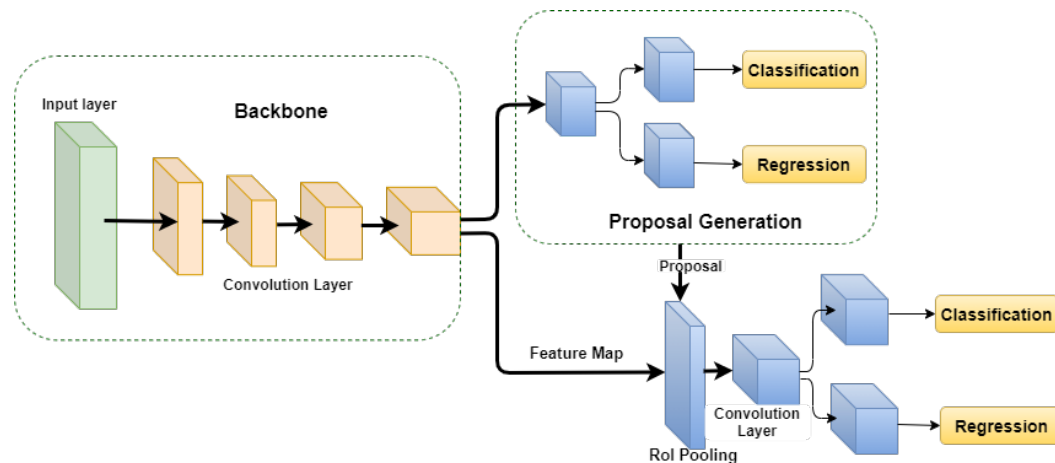 Input layer
Backbone
Convolution Layer
Classification
Regression
Proposal Generation
Proposal
Feature Map
RoI Pooling
Convolution
Layer
Classification
Regression